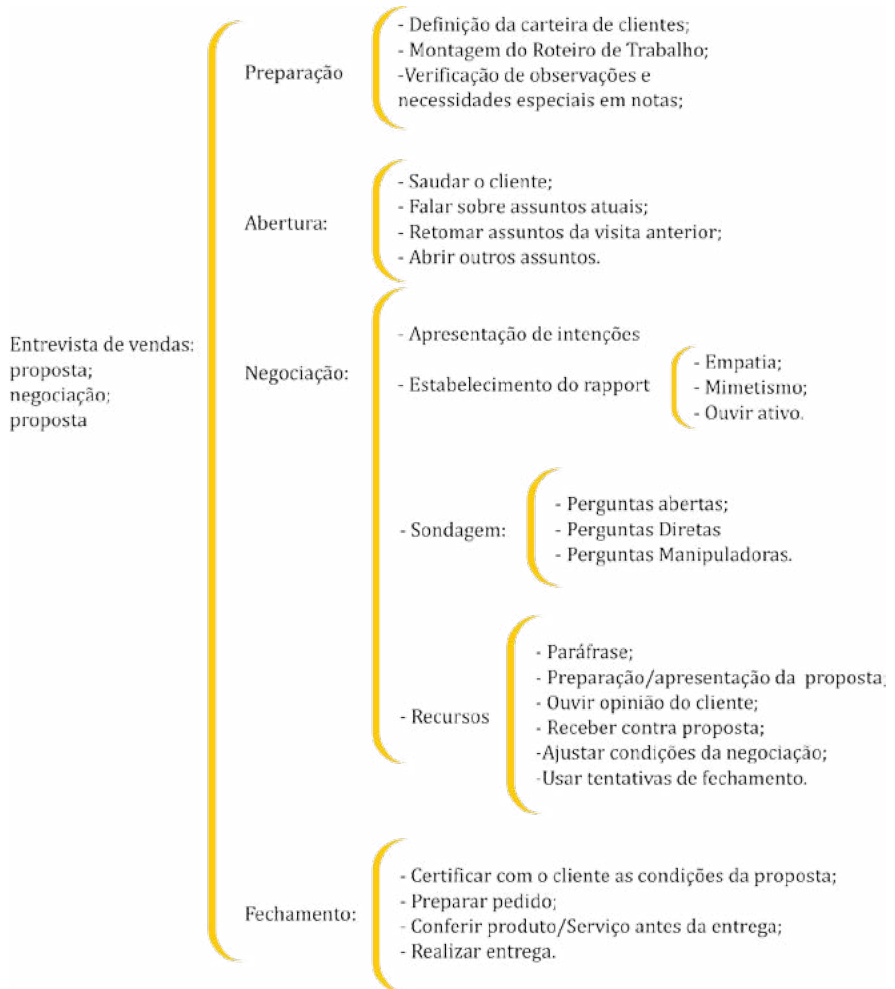 Entrevista de vendas:
proposta;
negociação;
proposta
Preparação
- Definição da carteira de clientes;
- Montagem do Roteiro de Trabalho;
-Verificação de observações e
necessidades especiais em notas;
Abertura:
- Saudar o cliente;
- Falar sobre assuntos atuais;
- Retomar assuntos da visita anterior;
- Abrir outros assuntos.
Negociação:
- Apresentação de intenções
- Estabelecimento do rapport
- Empatia;
- Mimetismo;
- Ouvir ativo.
- Sondagem:
- Perguntas abertas;
- Perguntas Diretas
- Perguntas Manipuladoras.
- Recursos
- Paráfrase;
- Preparação/apresentação da proposta;
- Ouvir opinião do cliente;
- Receber contra proposta;
-Ajustar condições da negociação;
-Usar tentativas de fechamento.
Fechamento:
- Certificar com o cliente as condições da proposta;
- Preparar pedido;
- Conferir produto/Serviço antes da entrega;
- Realizar entrega.